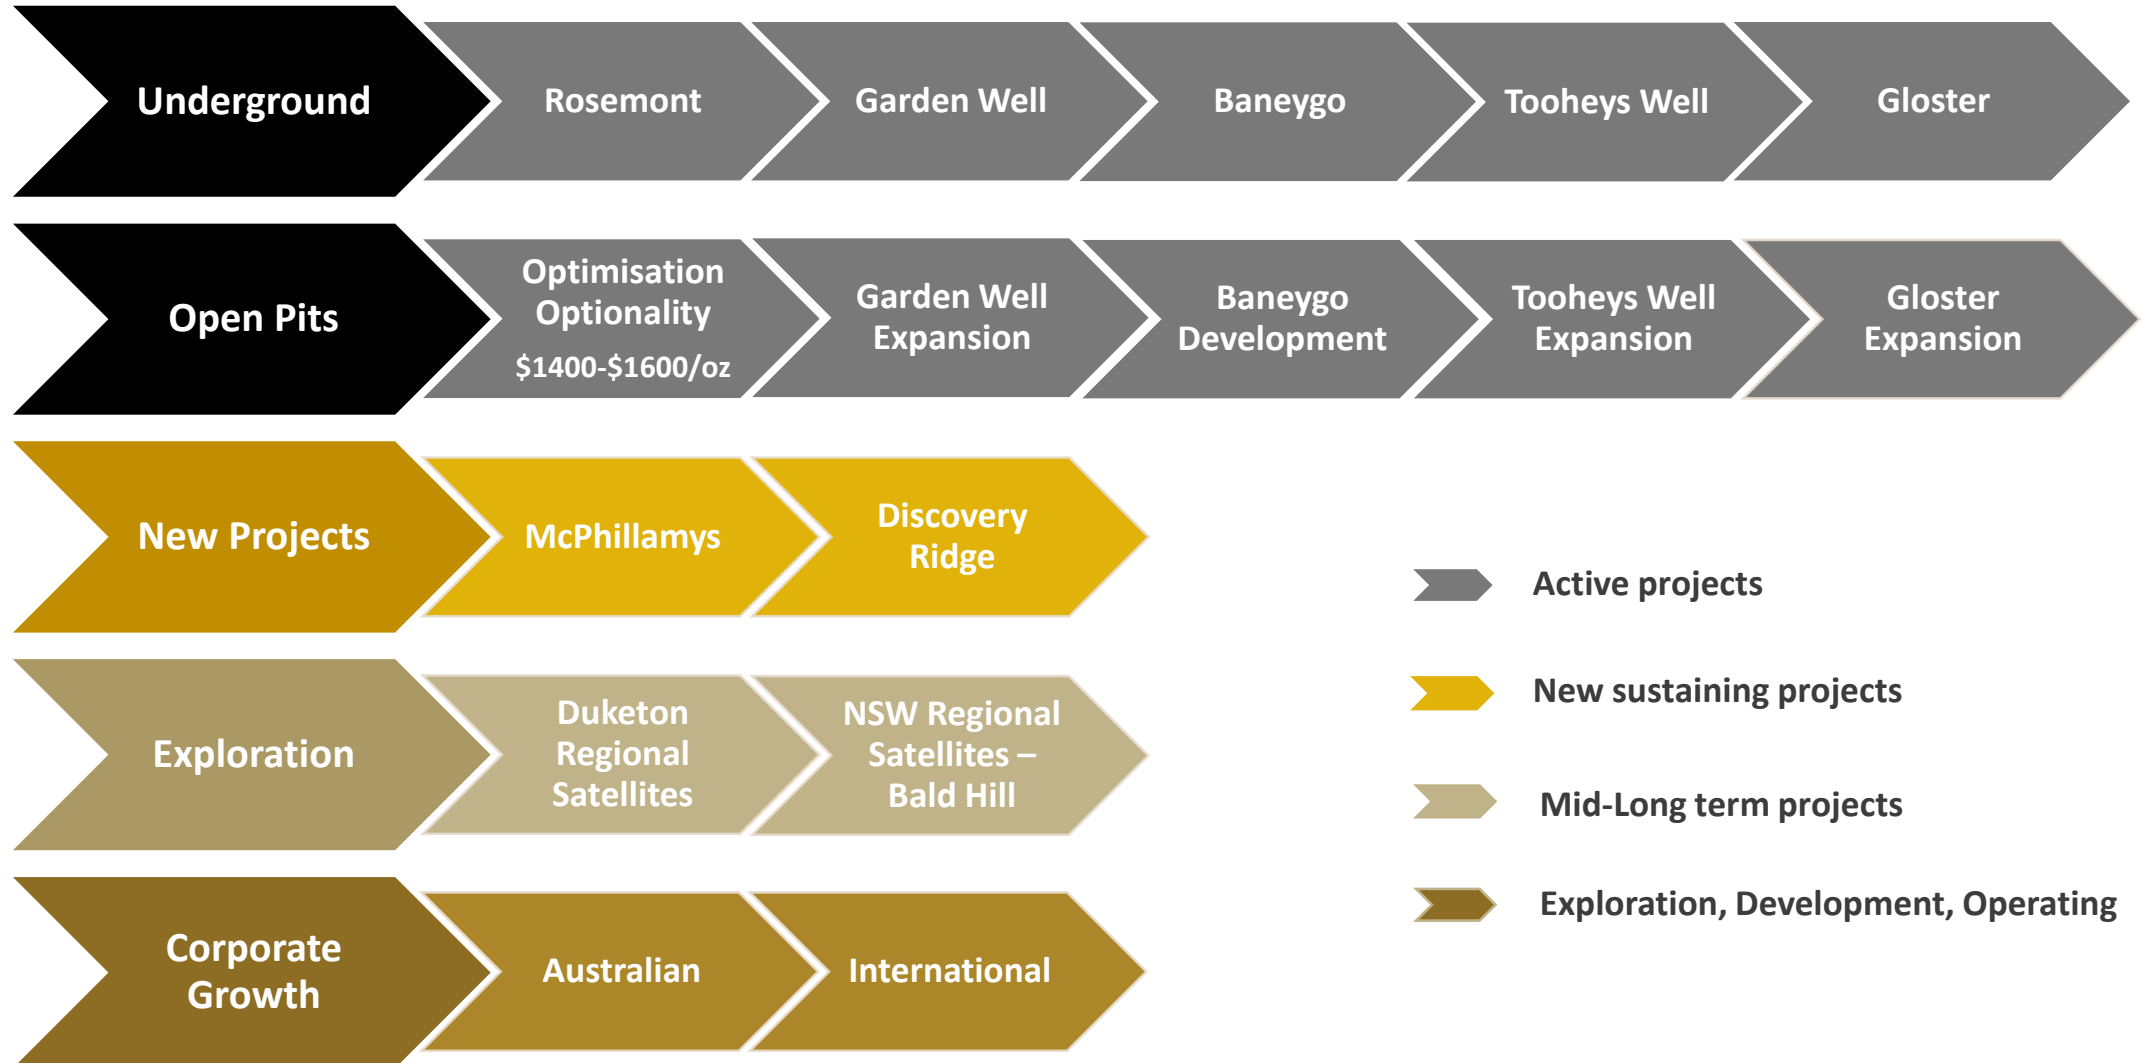 Underground
Rosemont
Garden Well
Baneygo
Tooheys Well
Gloster
Open Pits
Optimisation
Optionality
$1400-$1600/oz
Garden Well
Expansion
Baneygo
Development
Tooheys Well
Expansion
Gloster
Expansion
New Projects
McPhillamys
Discovery
Ridge
Exploration
Duketon
Regional
Satellites
NSW Regional
Satellites –
Bald Hill
Corporate
Growth
Australian
International
Active projects
New sustaining projects
Mid-Long term projects
Exploration, Development, Operating